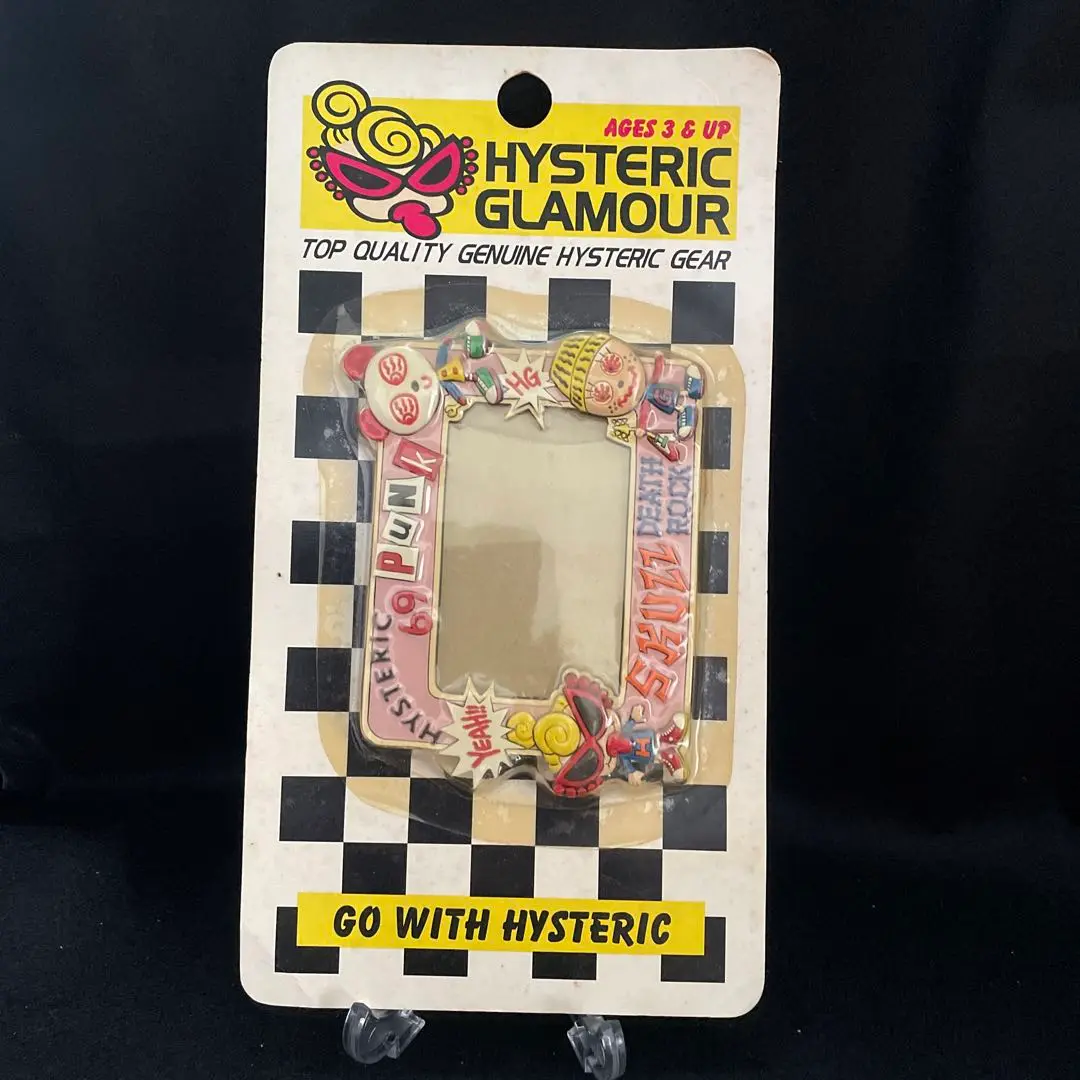 AGES 3 & UP
HYSTERIC
GLAMOUR
TOP QUALITY GENUINE HYSTERIC GEAR
HG
G
PuNk
69
HYSTERIC
DEATH
ROCK
SKUZZ
YEAH!!
H
GO WITH HYSTERIC